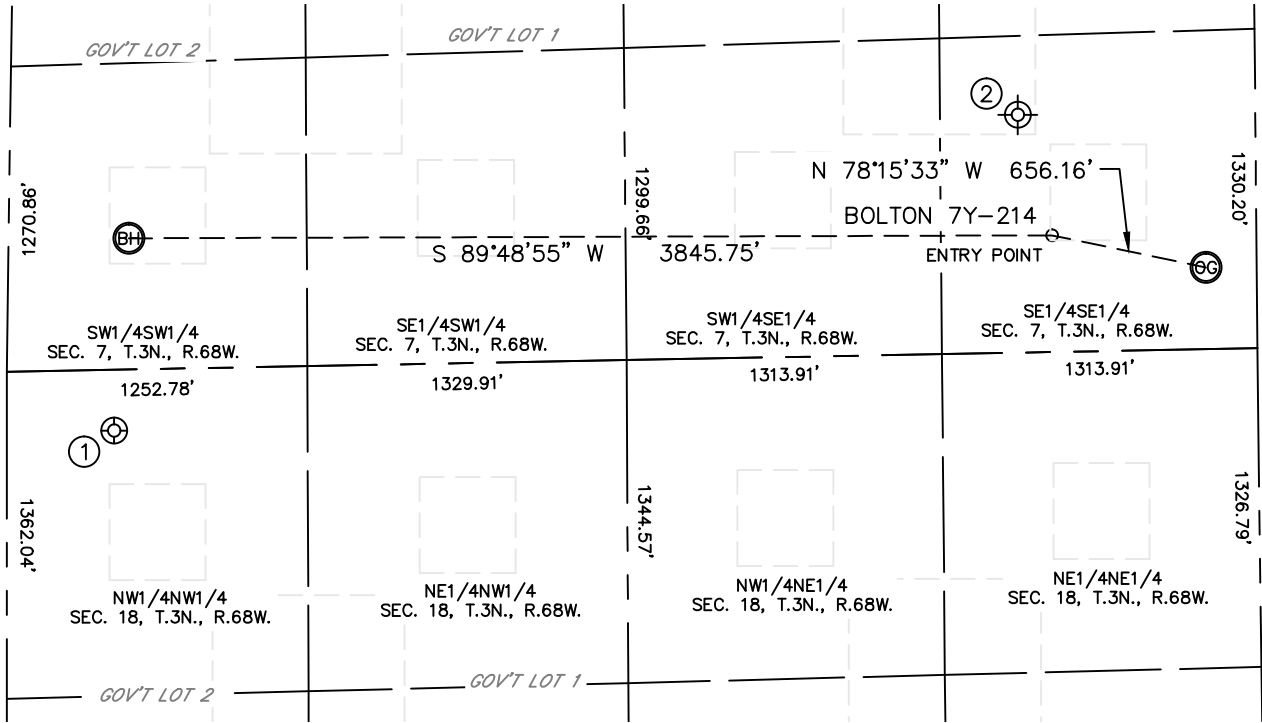 GOV'T LOT 2
GOV'T LOT 1
2
N 78°15'33" W 656.16'
1270.86'
1299.66'
1330.20'
BOLTON 7Y-214
BH
S 89°48'55" W 3845.75'
ENTRY POINT
OG
SW1/4SW1/4
SEC. 7, T.3N., R.68W.
SE1/4SW1/4
SEC. 7, T.3N., R.68W.
SW1/4SE1/4
SEC. 7, T.3N., R.68W.
SE1/4SE1/4
SEC. 7, T.3N., R.68W.
1252.78'
1329.91'
1313.91'
1313.91'
1
1362.04'
1344.57'
1326.79'
NW1/4NW1/4
SEC. 18, T.3N., R.68W.
NE1/4NW1/4
SEC. 18, T.3N., R.68W.
NW1/4NE1/4
SEC. 18, T.3N., R.68W.
NE1/4NE1/4
SEC. 18, T.3N., R.68W.
GOV'T LOT 2
GOV'T LOT 1